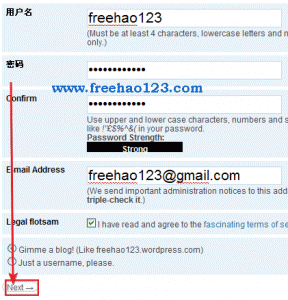 用户名
freehao123
(Must be at least 4 characters, lowercase letters and n
only.)
密码
••••••••••••
www.freehao123.com
Confirm
••••••••••••
Use upper and lower case characters, numbers and s
like !"£$%^&( in your password.
Password Strength:
Strong
Email Address
freehao123@gmail.com
(We send important administration notices to this add
triple-check it.)
Legal flotsam
I have read and agree to the fascinating terms of se
Gimme a blog! (Like freehao123.wordpress.com)
Just a username, please.
Next →